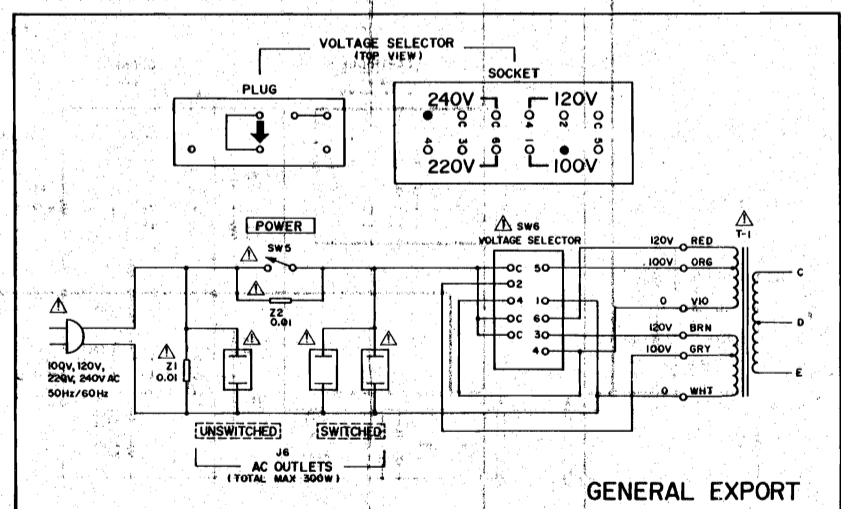 VOLTAGE SELECTOR
(TOP VIEW)
PLUG
SOCKET
240V 120V
C C 4 2 C
4 3 6 1 5
220V 100V
POWER
SW5
Z2
0.01
SW6
VOLTAGE SELECTOR
C 5
2
4 1
C 6
C 3
4
T-1
120V RED
100V ORG
0 VIO
120V BRN
100V GRY
0 WHT
C
D
E
100V, 120V,
220V, 240V AC
50Hz/60Hz
Z1
0.01
UNSWITCHED
SWITCHED
J6
AC OUTLETS
(TOTAL MAX 300W)
GENERAL EXPORT